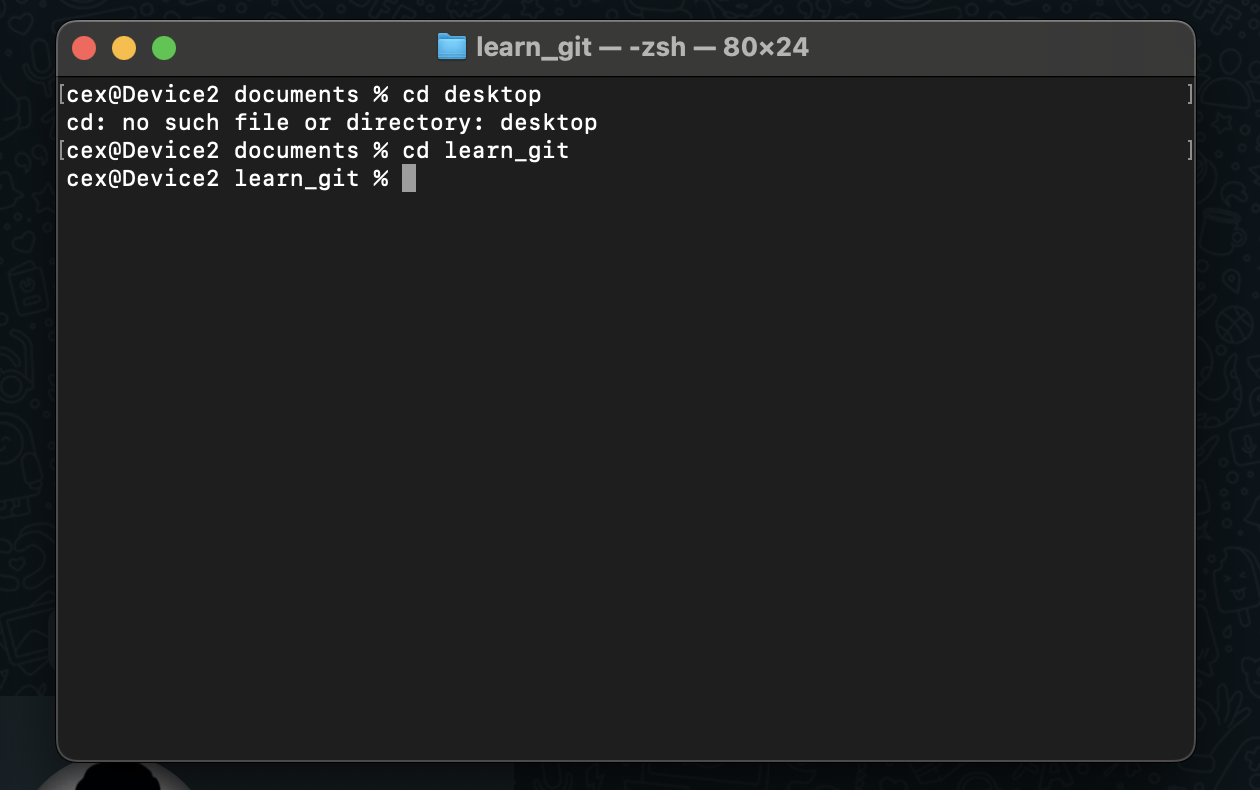 learn_git — -zsh — 80×24
[cex@Device2 documents % cd desktop ]
cd: no such file or directory: desktop
[cex@Device2 documents % cd learn_git ]
cex@Device2 learn_git %